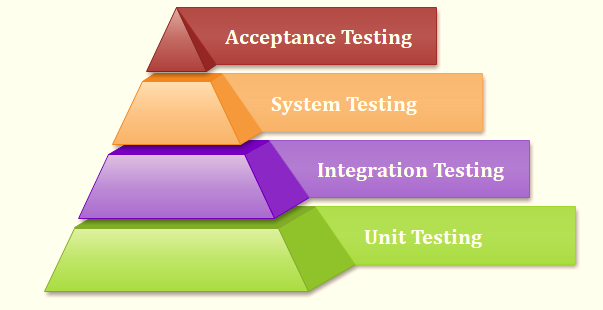 Acceptance Testing
System Testing
Integration Testing
Unit Testing